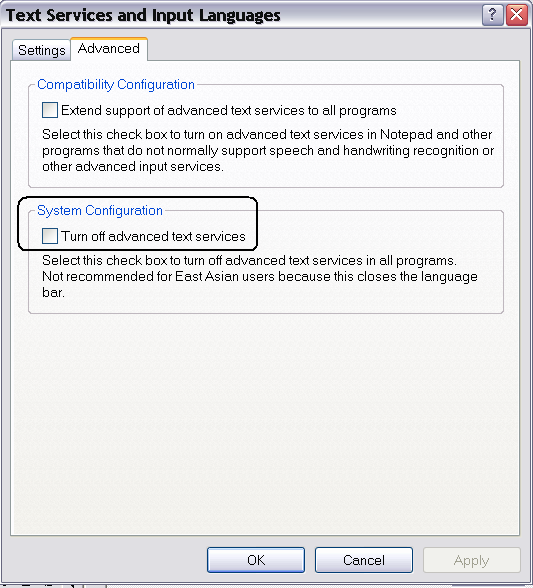 Text Services and Input Languages
Settings
Advanced
Compatibility Configuration
Extend support of advanced text services to all programs
Select this check box to turn on advanced text services in Notepad and other
programs that do not normally support speech and handwriting recognition or
other advanced input services.
System Configuration
Turn off advanced text services
Select this check box to turn off advanced text services in all programs.
Not recommended for East Asian users because this closes the language
bar.
OK
Cancel
Apply